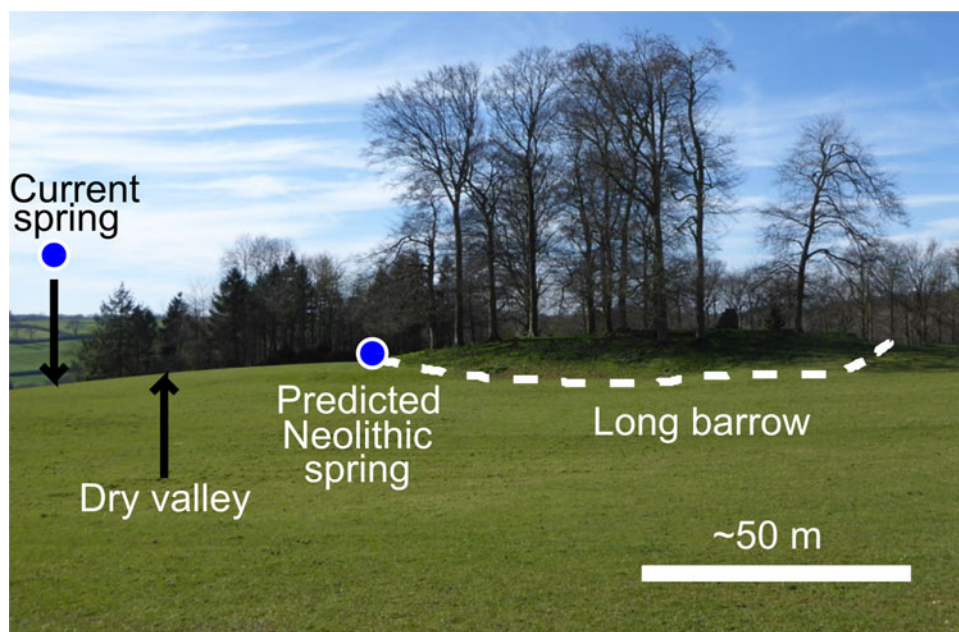 Current
spring
Predicted
Neolithic
spring
Long barrow
Dry valley
~50 m